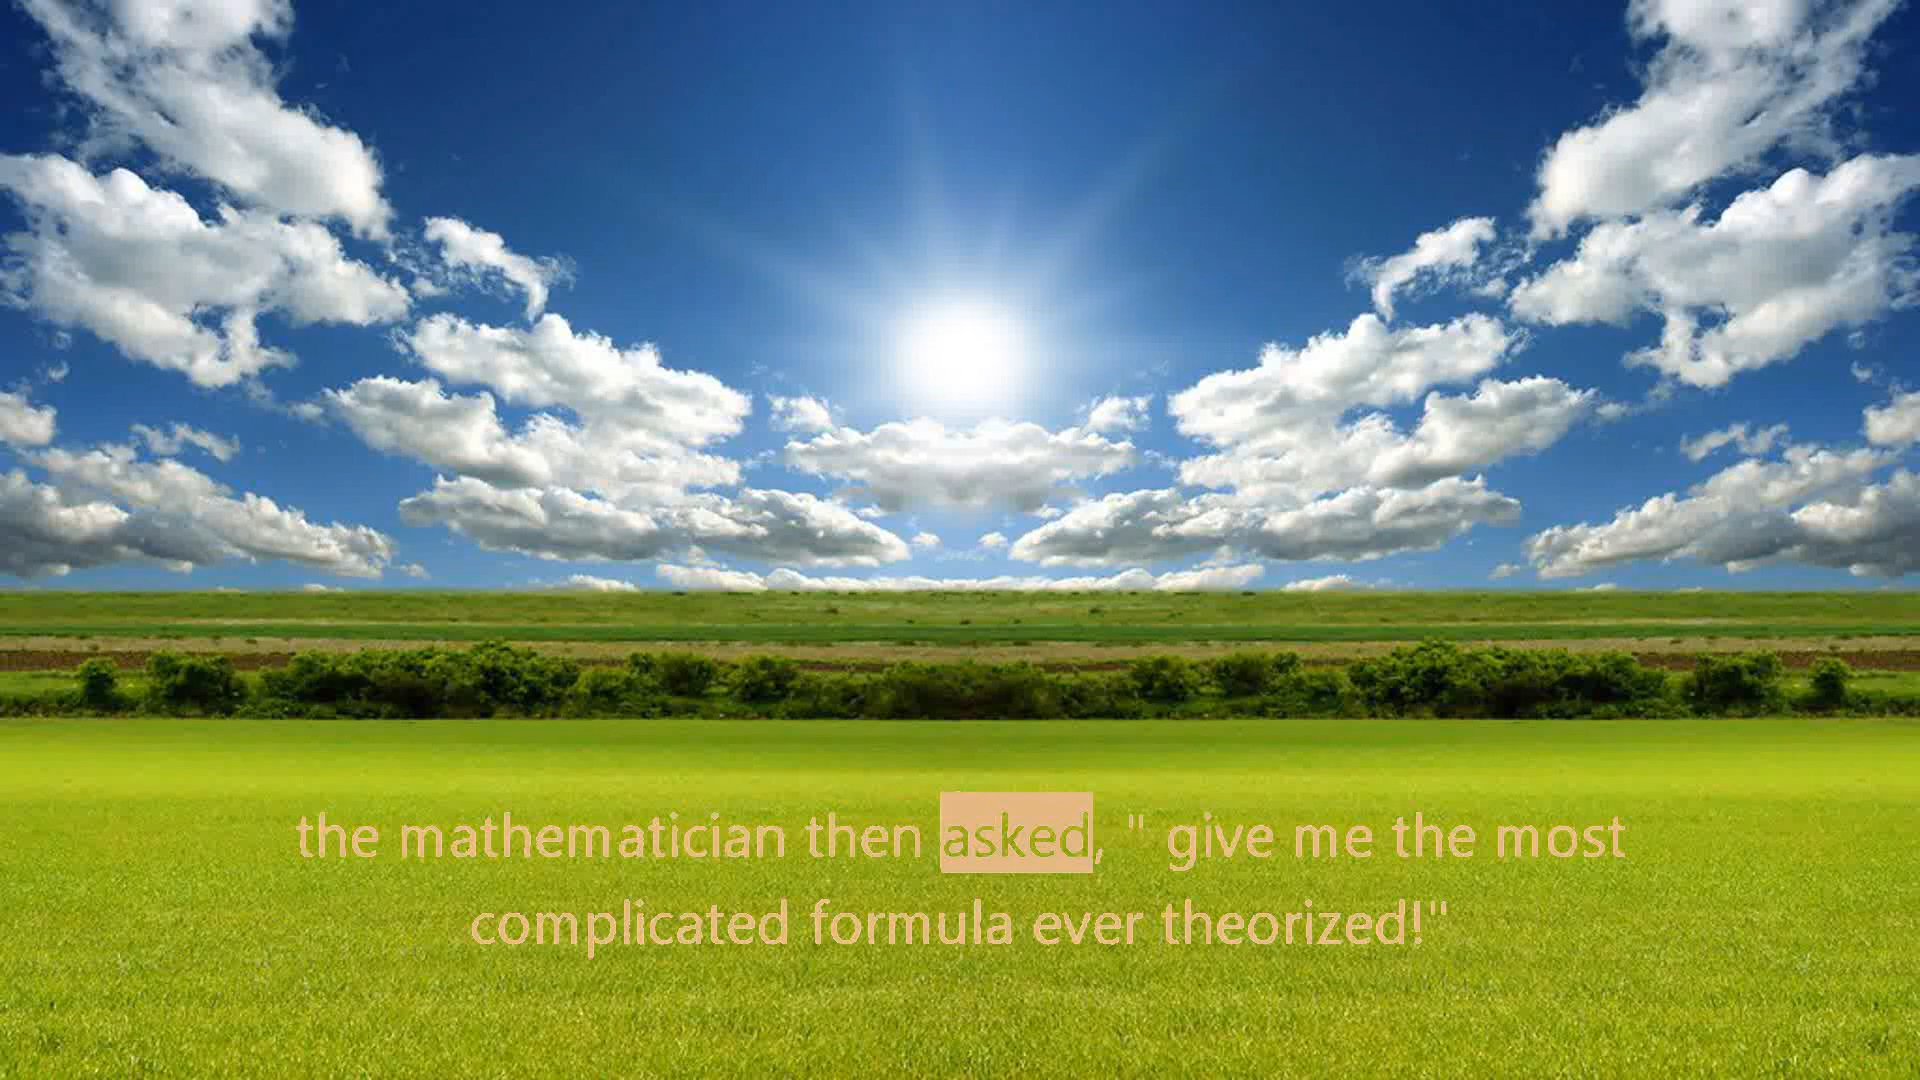 the mathematician then asked, " give me the most
complicated formula ever theorized!"